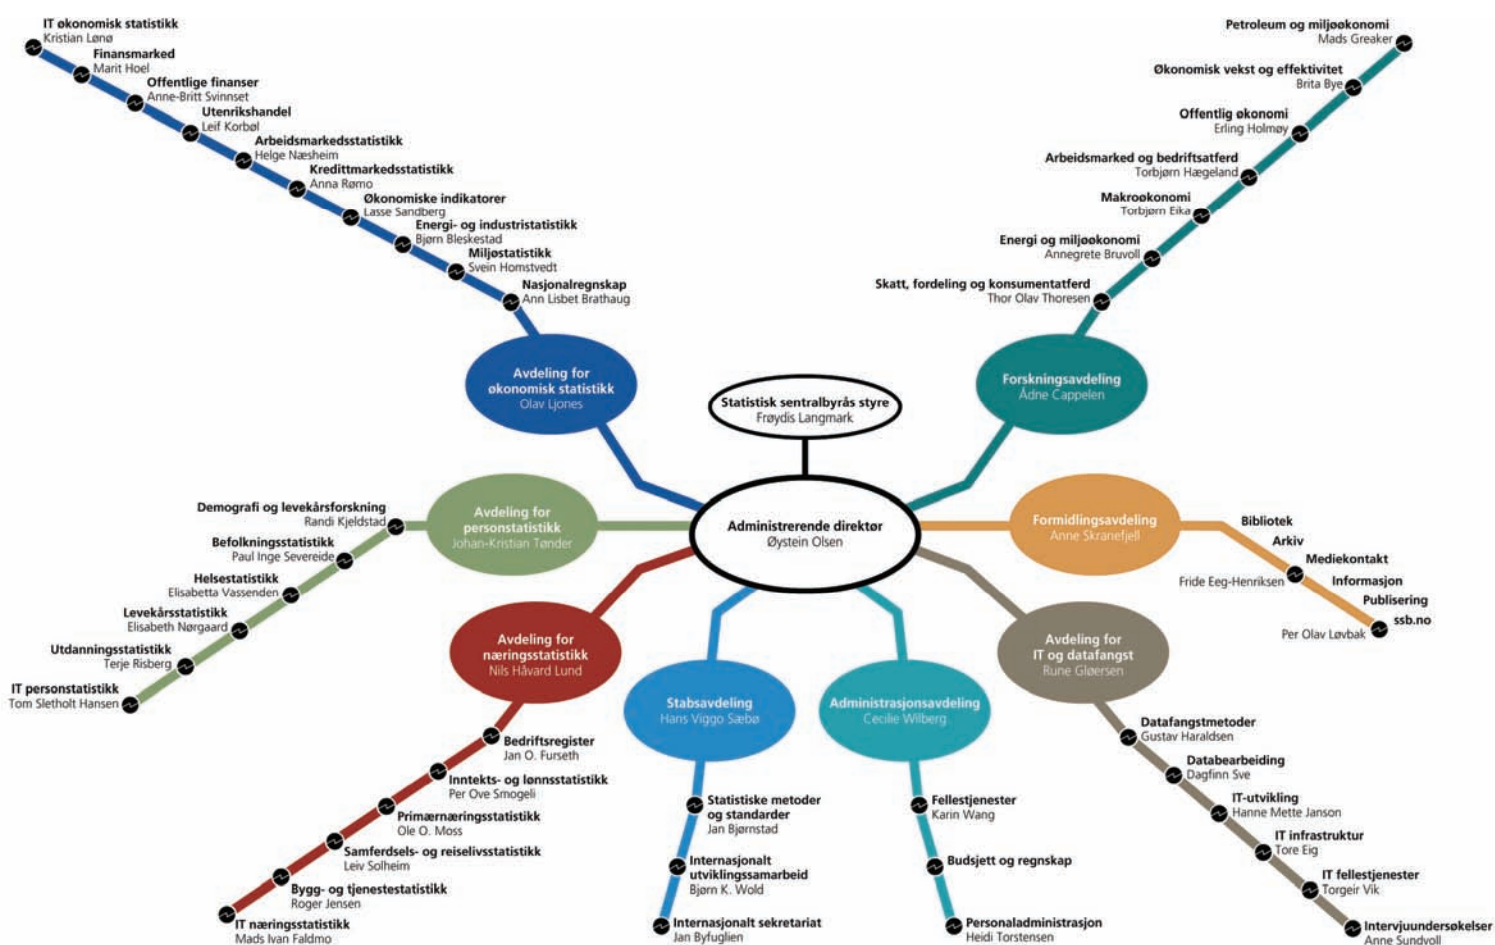 IT økonomisk statistikk
Kristian Lønø
Finansmarked
Marit Hoel
Offentlige finanser
Anne-Britt Svinnset
Utenrikshandel
Leif Korbøl
Arbeidsmarkedsstatistikk
Helge Næsheim
Kredittmarkedsstatistikk
Anna Rømo
Økonomiske indikatorer
Lasse Sandberg
Energi- og industristatistikk
Bjørn Bleskestad
Miljøstatistikk
Svein Homstvedt
Nasjonalregnskap
Ann Lisbet Brathaug
Avdeling for
økonomisk statistikk
Olav Ljones
Petroleum og miljøøkonomi
Mads Greaker
Økonomisk vekst og effektivitet
Brita Bye
Offentlig økonomi
Erling Holmøy
Arbeidsmarked og bedriftsatferd
Torbjørn Hægeland
Makroøkonomi
Torbjørn Eika
Energi og miljøøkonomi
Annegrete Bruvoll
Skatt, fordeling og konsumentatferd
Thor Olav Thoresen
Forskningsavdeling
Ådne Cappelen
Statistisk sentralbyrås styre
Frøydis Langmark
Administrerende direktør
Øystein Olsen
Avdeling for
personstatistikk
Johan-Kristian Tønder
Demografi og levekårsforskning
Randi Kjeldstad
Befolkningsstatistikk
Paul Inge Severeide
Helsestatistikk
Elisabetta Vassenden
Levekårsstatistikk
Elisabeth Nørgaard
Utdanningsstatistikk
Terje Risberg
IT personstatistikk
Tom Sletholt Hansen
Formidlingsavdeling
Anne Skranefjell
Bibliotek
Arkiv
Mediekontakt
Fride Eeg-Henriksen
Informasjon
Publisering
ssb.no
Per Olav Løvbak
Avdeling for
næringsstatistikk
Nils Håvard Lund
Bedriftsregister
Jan O. Furseth
Inntekts- og lønnsstatistikk
Per Ove Smogeli
Primærnæringsstatistikk
Ole O. Moss
Samferdsels- og reiselivsstatistikk
Leiv Solheim
Bygg- og tjenestestatistikk
Roger Jensen
IT næringsstatistikk
Mads Ivan Faldmo
Stabsavdeling
Hans Viggo Sæbø
Statistiske metoder
og standarder
Jan Bjørnstad
Internasjonalt
utviklingssamarbeid
Bjørn K. Wold
Internasjonalt sekretariat
Jan Byfuglien
Administrasjonsavdeling
Cecilie Wilberg
Fellestjenester
Karin Wang
Budsjett og regnskap
Personaladministrasjon
Heidi Torstensen
Avdeling for
IT og datafangst
Rune Gløersen
Datafangstmetoder
Gustav Haraldsen
Databearbeiding
Dagfinn Sve
IT-utvikling
Hanne Mette Janson
IT infrastruktur
Tore Eig
IT fellestjenester
Torgeir Vik
Intervjuundersøkelser
Anne Sundvoll